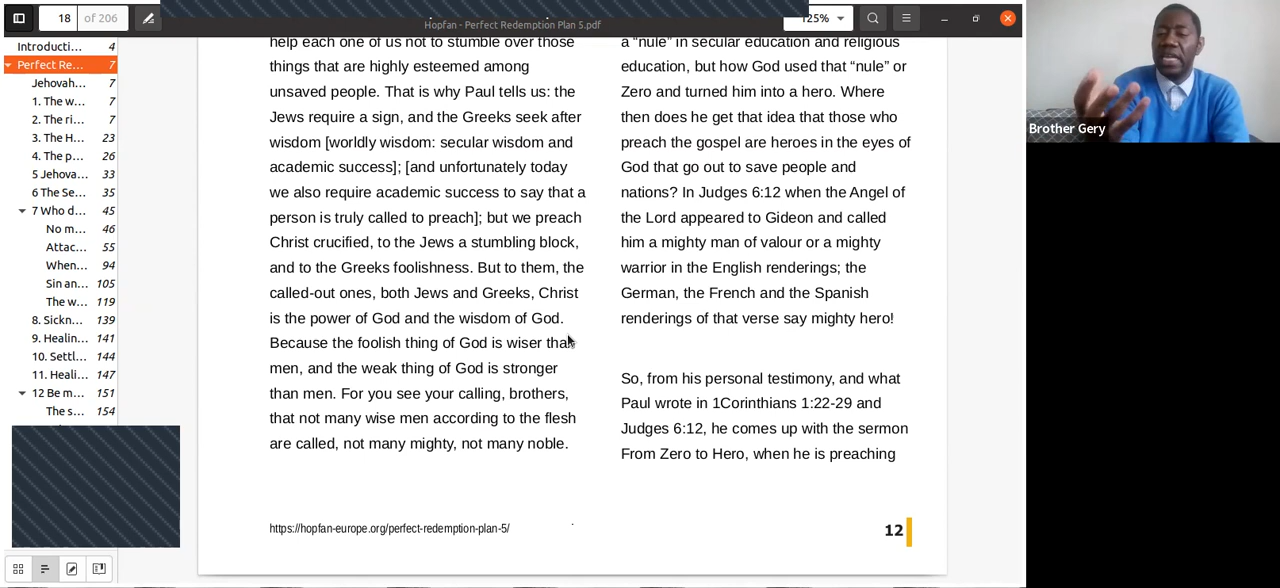 18 of 206
Hopfan - Perfect Redemption Plan 5.pdf
125%
Introducti... 4
Perfect Re... 7
Jehovah... 7
1. The w... 7
2. The ri... 7
3. The H... 23
4. The p... 26
5 Jehova... 33
6 The Se... 35
7 Who d... 45
No m... 46
Attac... 55
When... 94
Sin an... 105
The w... 119
8. Sickn... 139
9. Healin... 141
10. Settl... 144
11. Heali... 147
12 Be m... 151
The s... 154
help each one of us not to stumble over those
things that are highly esteemed among
unsaved people. That is why Paul tells us: the
Jews require a sign, and the Greeks seek after
wisdom [worldly wisdom: secular wisdom and
academic success]; [and unfortunately today
we also require academic success to say that a
person is truly called to preach]; but we preach
Christ crucified, to the Jews a stumbling block,
and to the Greeks foolishness. But to them, the
called-out ones, both Jews and Greeks, Christ
is the power of God and the wisdom of God.
Because the foolish thing of God is wiser than
men, and the weak thing of God is stronger
than men. For you see your calling, brothers,
that not many wise men according to the flesh
are called, not many mighty, not many noble.
a “nule” in secular education and religious
education, but how God used that “nule” or
Zero and turned him into a hero. Where
then does he get that idea that those who
preach the gospel are heroes in the eyes of
God that go out to save people and
nations? In Judges 6:12 when the Angel of
the Lord appeared to Gideon and called
him a mighty man of valour or a mighty
warrior in the English renderings; the
German, the French and the Spanish
renderings of that verse say mighty hero!
So, from his personal testimony, and what
Paul wrote in 1Corinthians 1:22-29 and
Judges 6:12, he comes up with the sermon
From Zero to Hero, when he is preaching
https://hopfan-europe.org/perfect-redemption-plan-5/
12
Brother Gery